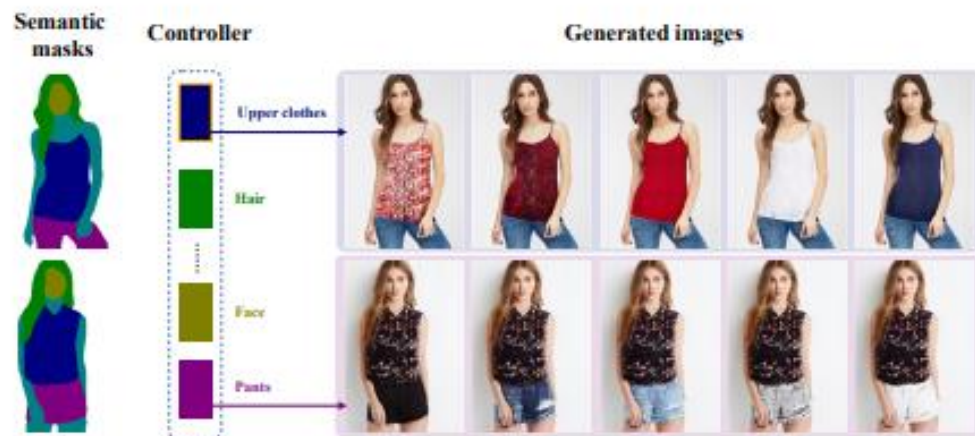 Semantic
masks
Controller
Generated images
Upper clothes
Hair
Face
Pants